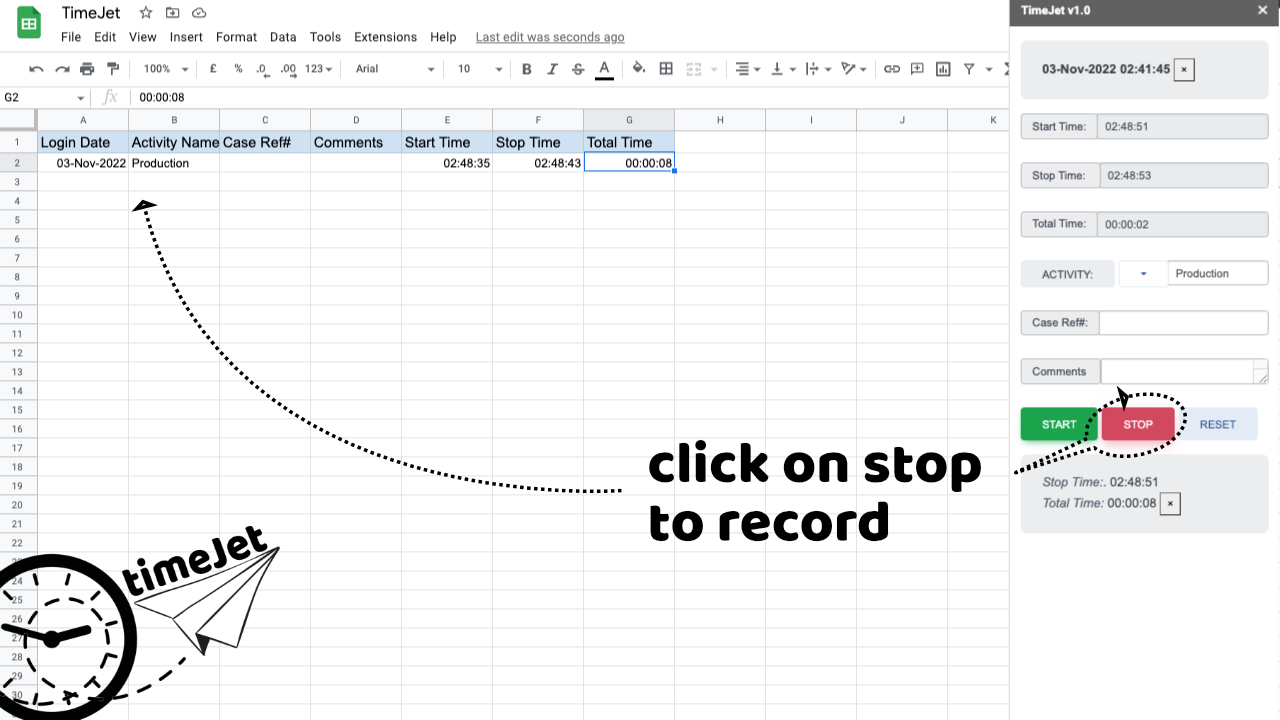 TimeJet
File Edit View Insert Format Data Tools Extensions Help Last edit was seconds ago
100% £ % .0 .00 123 Arial 10 B I S A
G2 fx 00:00:08
A B C D E F G H I J K
1 Login Date Activity Name Case Ref# Comments Start Time Stop Time Total Time
2 03-Nov-2022 Production 02:48:35 02:48:43 00:00:08
3
4
5
6
7
8
9
10
11
12
13
14
15
16
17
18
19
20
21
22
24
25
26
27
28
29
30
timeJet
click on stop
to record
TimeJet v1.0 ×
03-Nov-2022 02:41:45 ×
Start Time: 02:48:51
Stop Time: 02:48:53
Total Time: 00:00:02
ACTIVITY: Production
Case Ref#:
Comments
START STOP RESET
Stop Time:. 02:48:51
Total Time: 00:00:08 ×